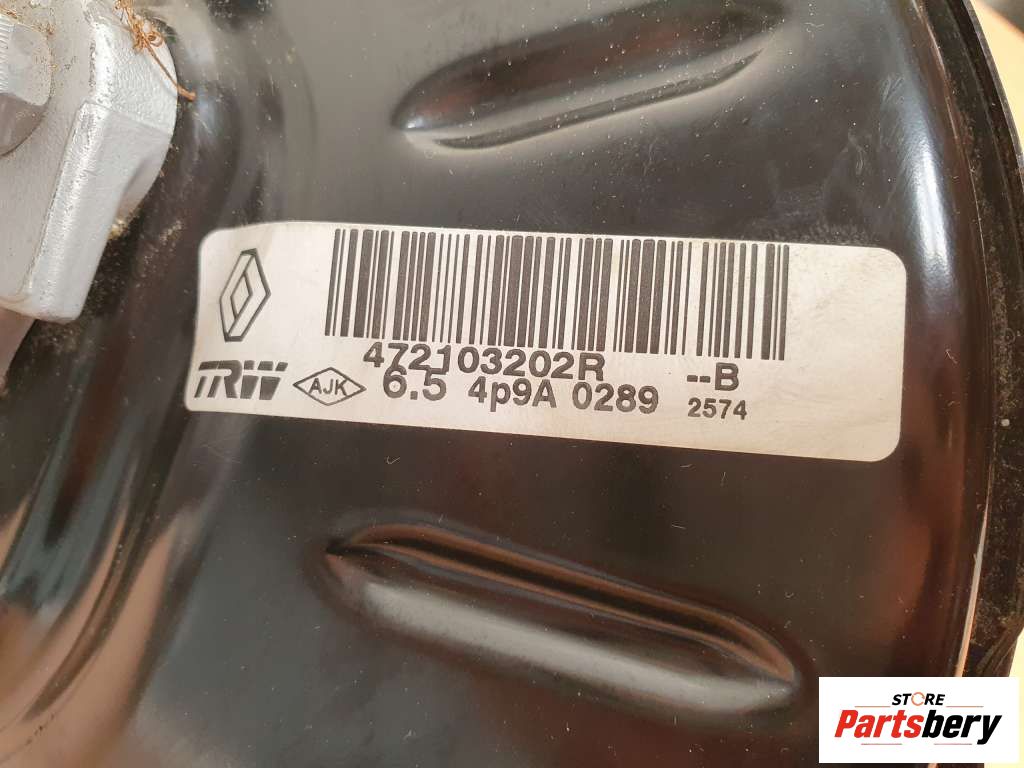 472103202R --B
TRW AJK 6.5 4p9A 0289 2574
STORE
Partsbery